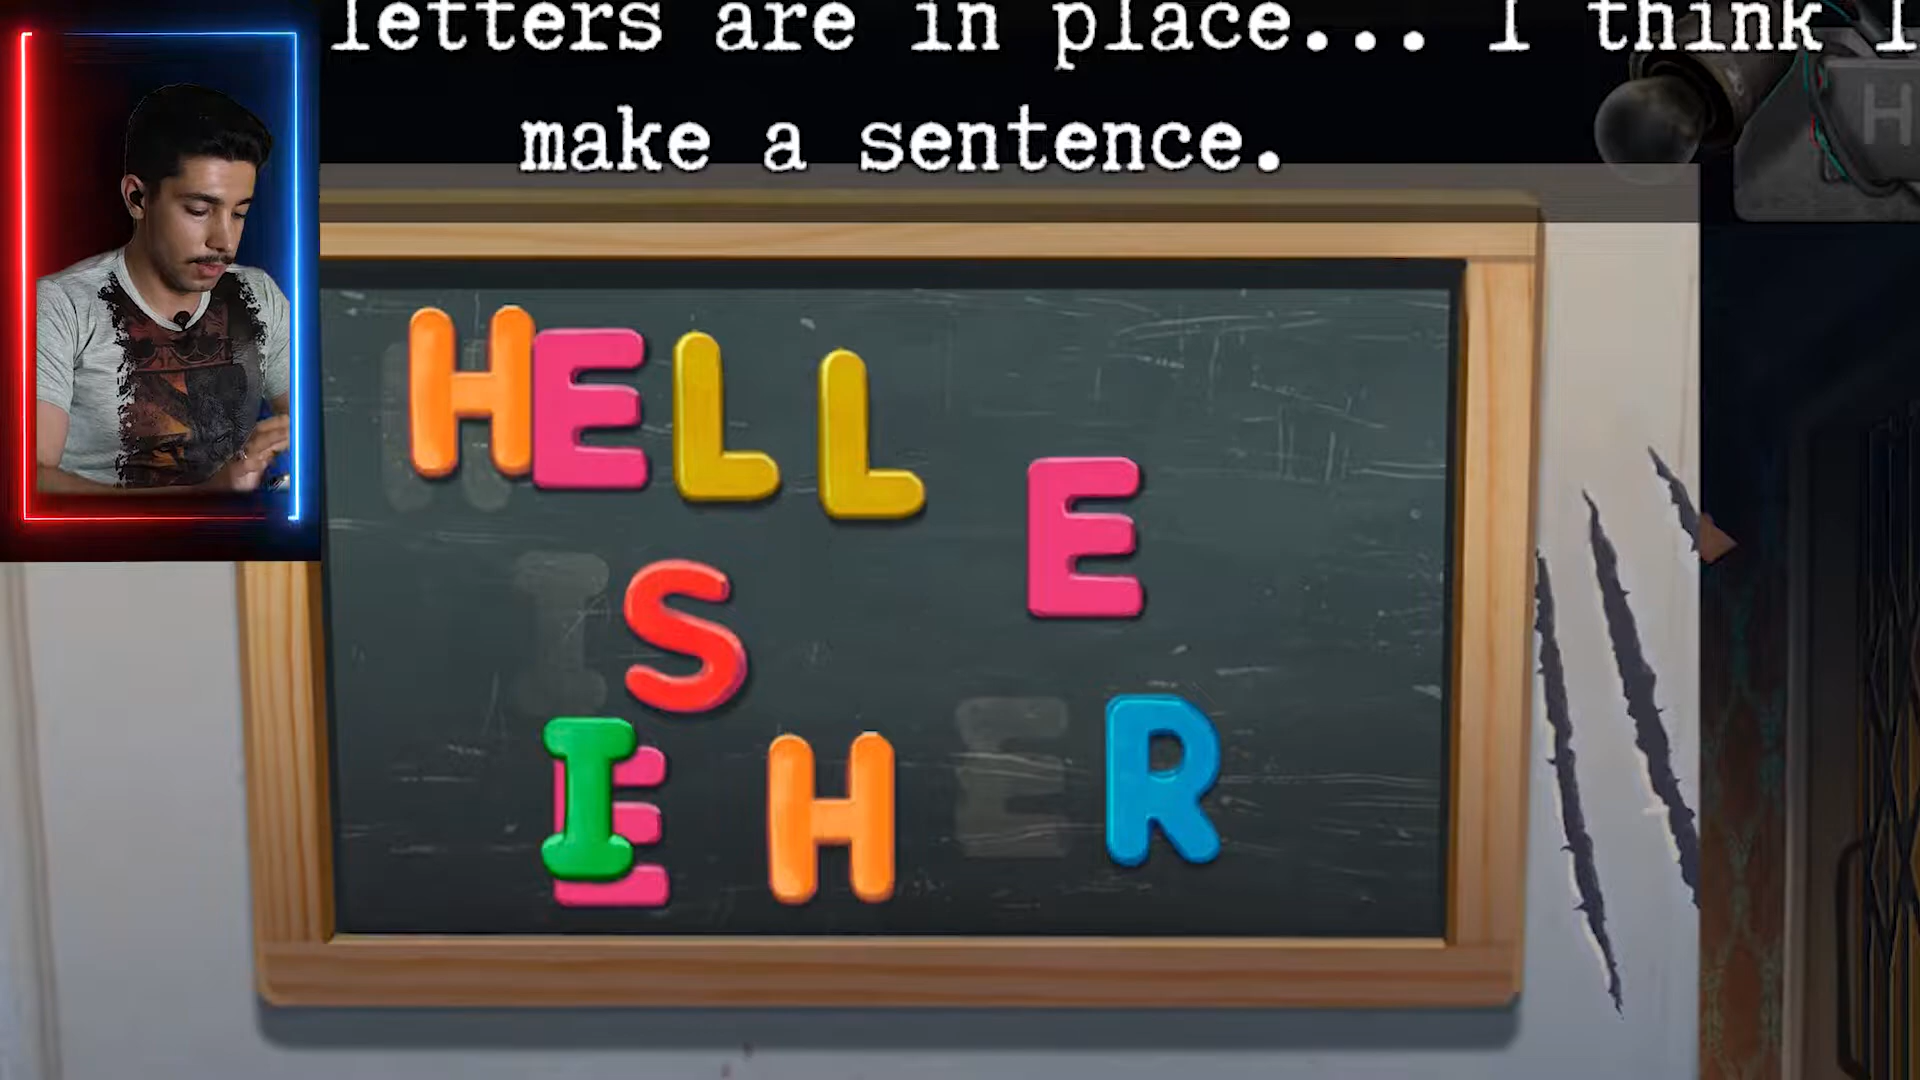 letters are in place... I think I
make a sentence.
H
HELL
E
S
I
E H R